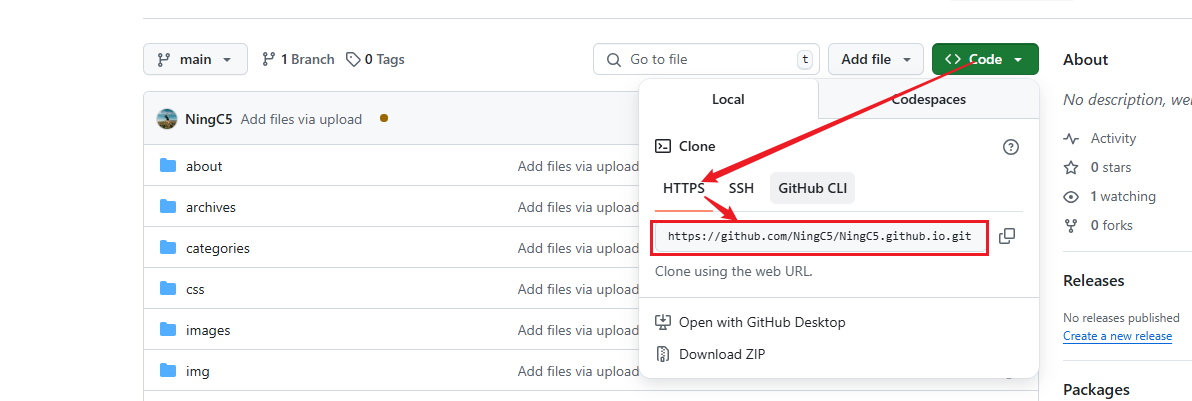 main 1 Branch 0 Tags Go to file t Add file Code
NingC5 Add files via upload
about Add files via upload
archives Add files via upload
categories Add files via upload
css Add files via upload
images Add files via upload
img Add files via upload
Local Codespaces
Clone
HTTPS SSH GitHub CLI
https://github.com/NingC5/NingC5.github.io.git
Clone using the web URL.
Open with GitHub Desktop
Download ZIP
About
No description,
Activity
0 stars
1 watching
0 forks
Releases
No releases published
Create a new release
Packages